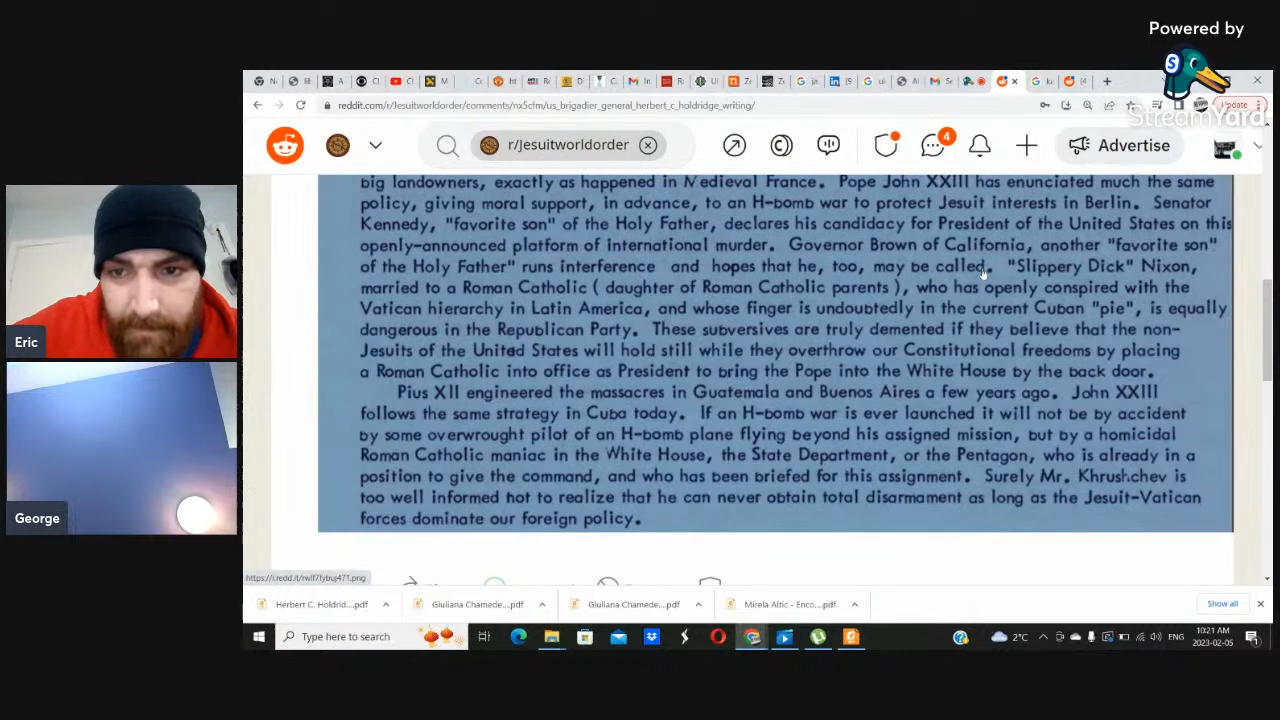 Powered by
StreamYard
reddit.com/r/Jesuitworldorder/comments/nx5cfm/us_brigadier_general_herbert_c_holdridge_writing/
Update
r/Jesuitworldorder
4
Advertise
big landowners, exactly as happened in Medieval France. Pope John XXIII has enunciated much the same
policy, giving moral support, in advance, to an H-bomb war to protect Jesuit interests in Berlin. Senator
Kennedy, "favorite son" of the Holy Father, declares his candidacy for President of the United States on this
openly-announced platform of international murder. Governor Brown of California, another "favorite son"
of the Holy Father" runs interference and hopes that he, too, may be called. "Slippery Dick" Nixon,
married to a Roman Catholic ( daughter of Roman Catholic parents ), who has openly conspired with the
Vatican hierarchy in Latin America, and whose finger is undoubtedly in the current Cuban "pie", is equally
dangerous in the Republican Party. These subversives are truly demented if they believe that the non-
Jesuits of the United States will hold still while they overthrow our Constitutional freedoms by placing
a Roman Catholic into office as President to bring the Pope into the White House by the back door.
Pius XII engineered the massacres in Guatemala and Buenos Aires a few years ago. John XXIII
follows the same strategy in Cuba today. If an H-bomb war is ever launched it will not be by accident
by some overwrought pilot of an H-bomb plane flying beyond his assigned mission, but by a homicidal
Roman Catholic maniac in the White House, the State Department, or the Pentagon, who is already in a
position to give the command, and who has been briefed for this assignment. Surely Mr. Khrushchev is
too well informed not to realize that he can never obtain total disarmament as long as the Jesuit-Vatican
forces dominate our foreign policy.
Eric
George
https://i.redd.it/rwlf7fybuj471.png
Herbert C. Holdrid....pdf
Giuliana Chamede....pdf
Giuliana Chamede....pdf
Mirela Altic - Enco....pdf
Show all
Type here to search
2°C
ENG
10:21 AM
2023-02-05